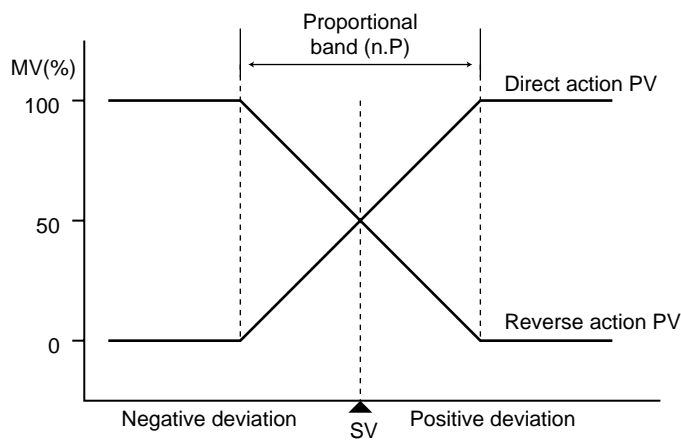 Proportional
band (n.P)
MV(%)
Direct action PV
100
50
Reverse action PV
0
Negative deviation
Positive deviation
SV